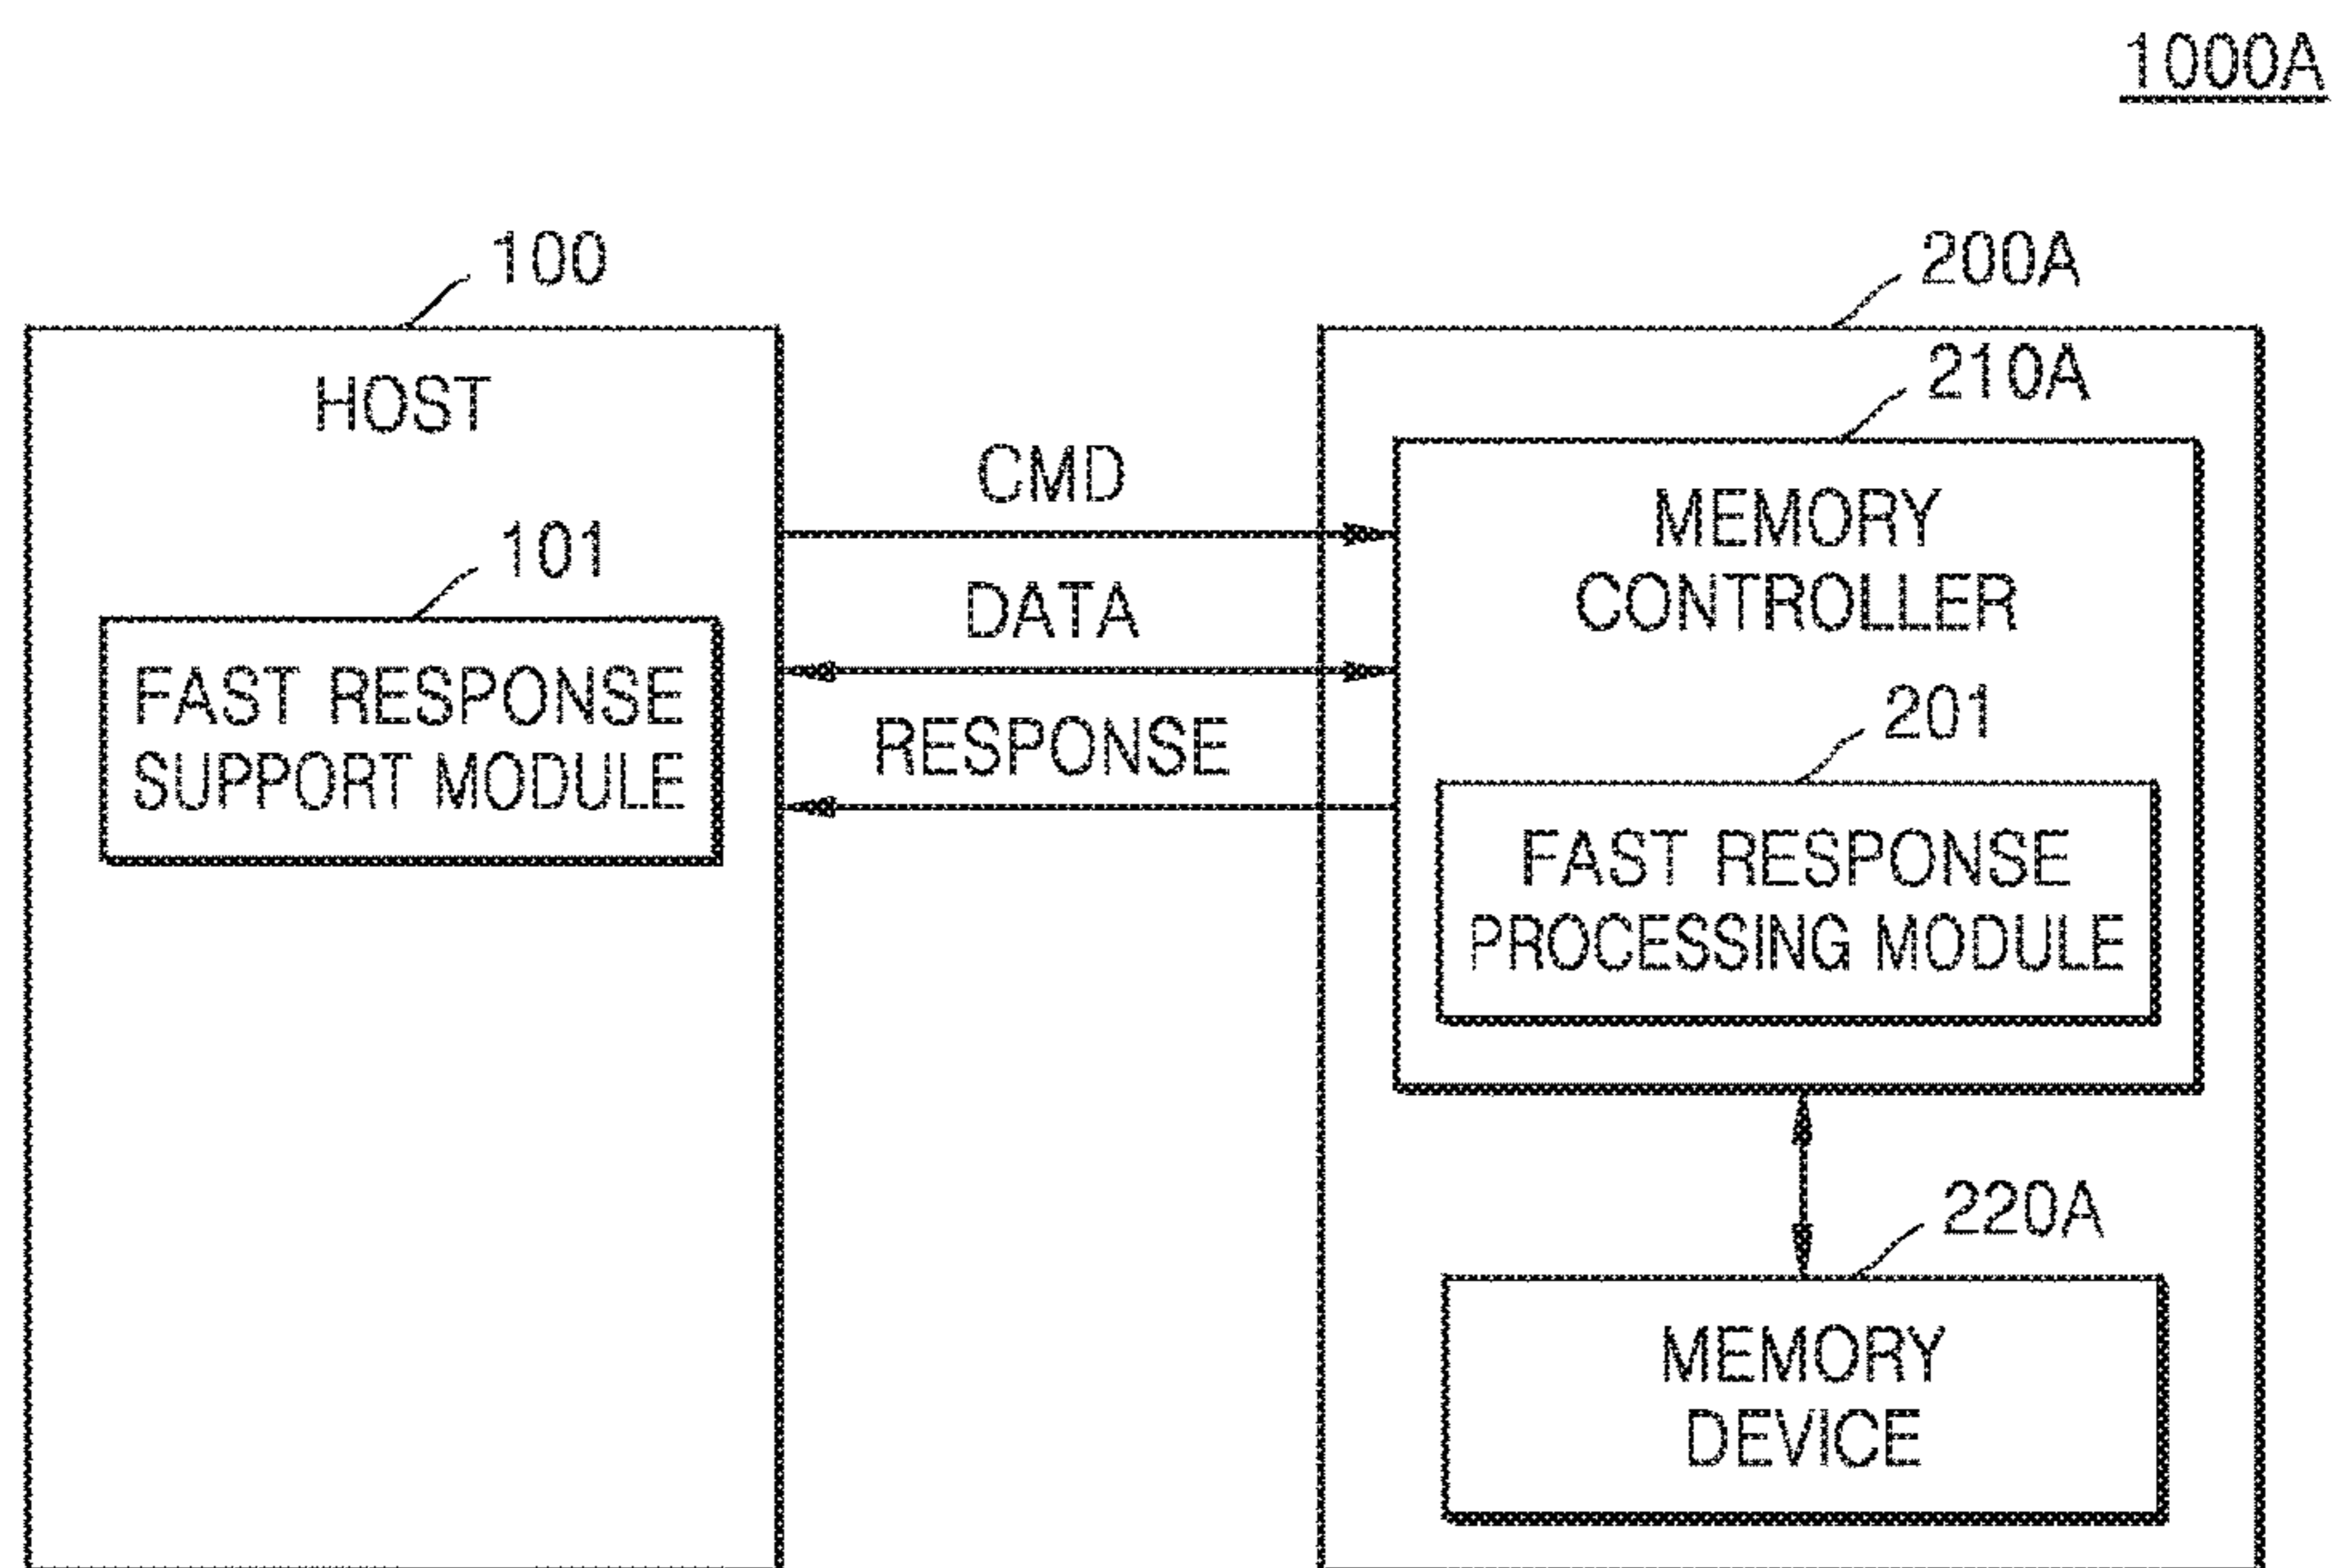 1000A
100
HOST
101
FAST RESPONSE
SUPPORT MODULE
CMD
DATA
RESPONSE
200A
210A
MEMORY
CONTROLLER
201
FAST RESPONSE
PROCESSING MODULE
220A
MEMORY
DEVICE